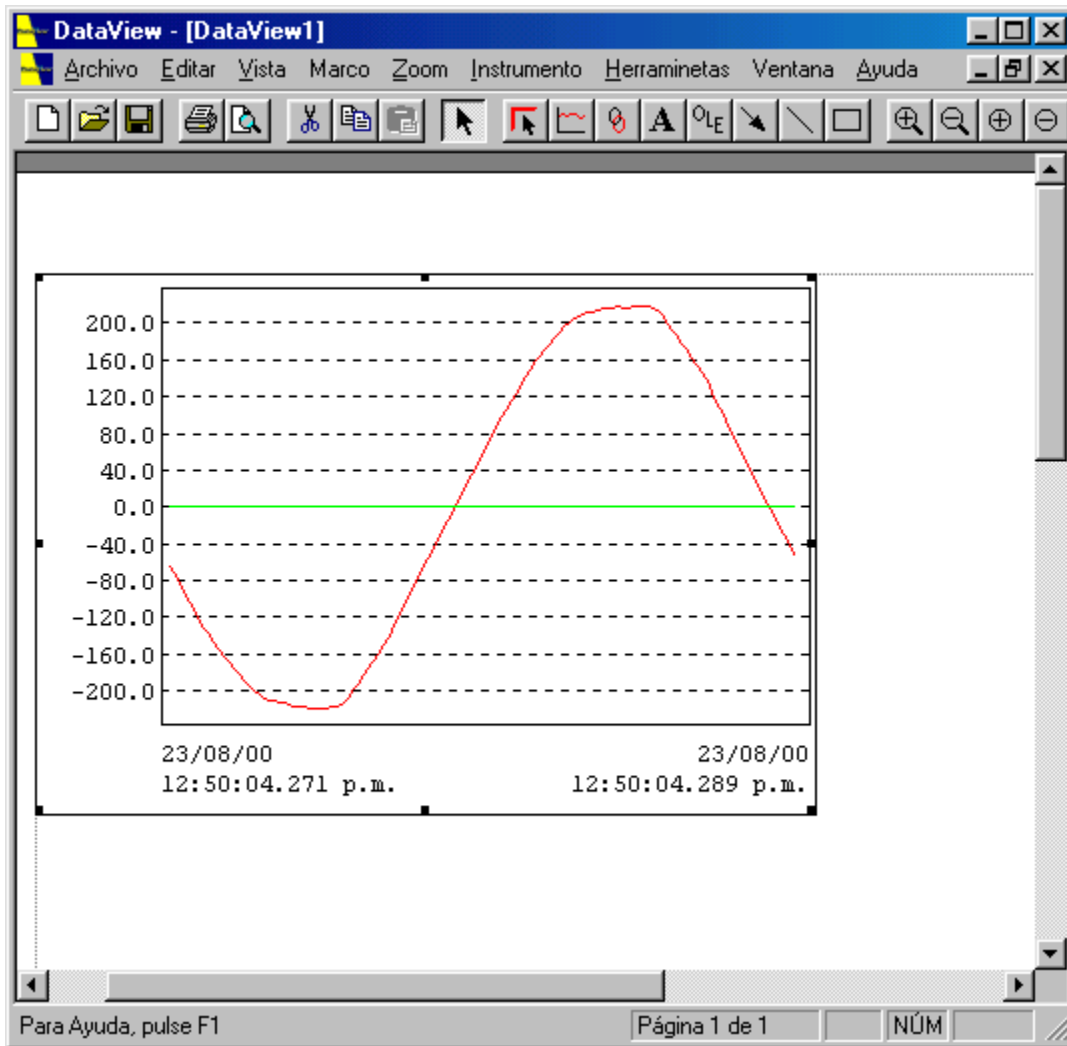 DataView - [DataView1]
Archivo Editar Vista Marco Zoom Instrumento Herraminetas Ventana Ayuda
A OLE
200.0
160.0
120.0
80.0
40.0
0.0
-40.0
-80.0
-120.0
-160.0
-200.0
23/08/00 23/08/00
12:50:04.271 p.m. 12:50:04.289 p.m.
Para Ayuda, pulse F1 Página 1 de 1 NÚM